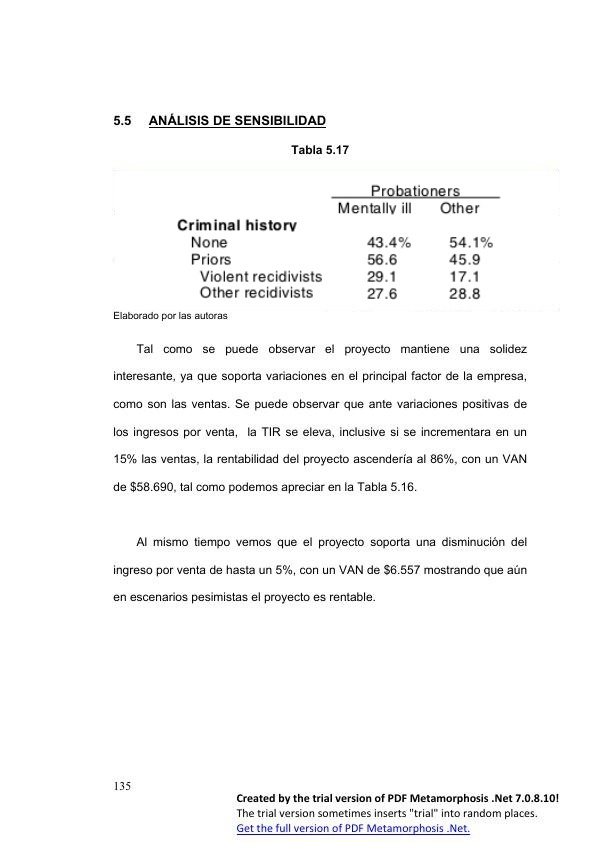 5.5 ANÁLISIS DE SENSIBILIDAD
Tabla 5.17
Probationers
Mentally ill Other
Criminal history
None 43.4% 54.1%
Priors 56.6 45.9
Violent recidivists 29.1 17.1
Other recidivists 27.6 28.8
Elaborado por las autoras
Tal como se puede observar el proyecto mantiene una solidez
interesante, ya que soporta variaciones en el principal factor de la empresa,
como son las ventas. Se puede observar que ante variaciones positivas de
los ingresos por venta, la TIR se eleva, inclusive si se incrementara en un
15% las ventas, la rentabilidad del proyecto ascendería al 86%, con un VAN
de $58.690, tal como podemos apreciar en la Tabla 5.16.
Al mismo tiempo vemos que el proyecto soporta una disminución del
ingreso por venta de hasta un 5%, con un VAN de $6.557 mostrando que aún
en escenarios pesimistas el proyecto es rentable.
135
Created by the trial version of PDF Metamorphosis .Net 7.0.8.10!
The trial version sometimes inserts "trial" into random places.
Get the full version of PDF Metamorphosis .Net.